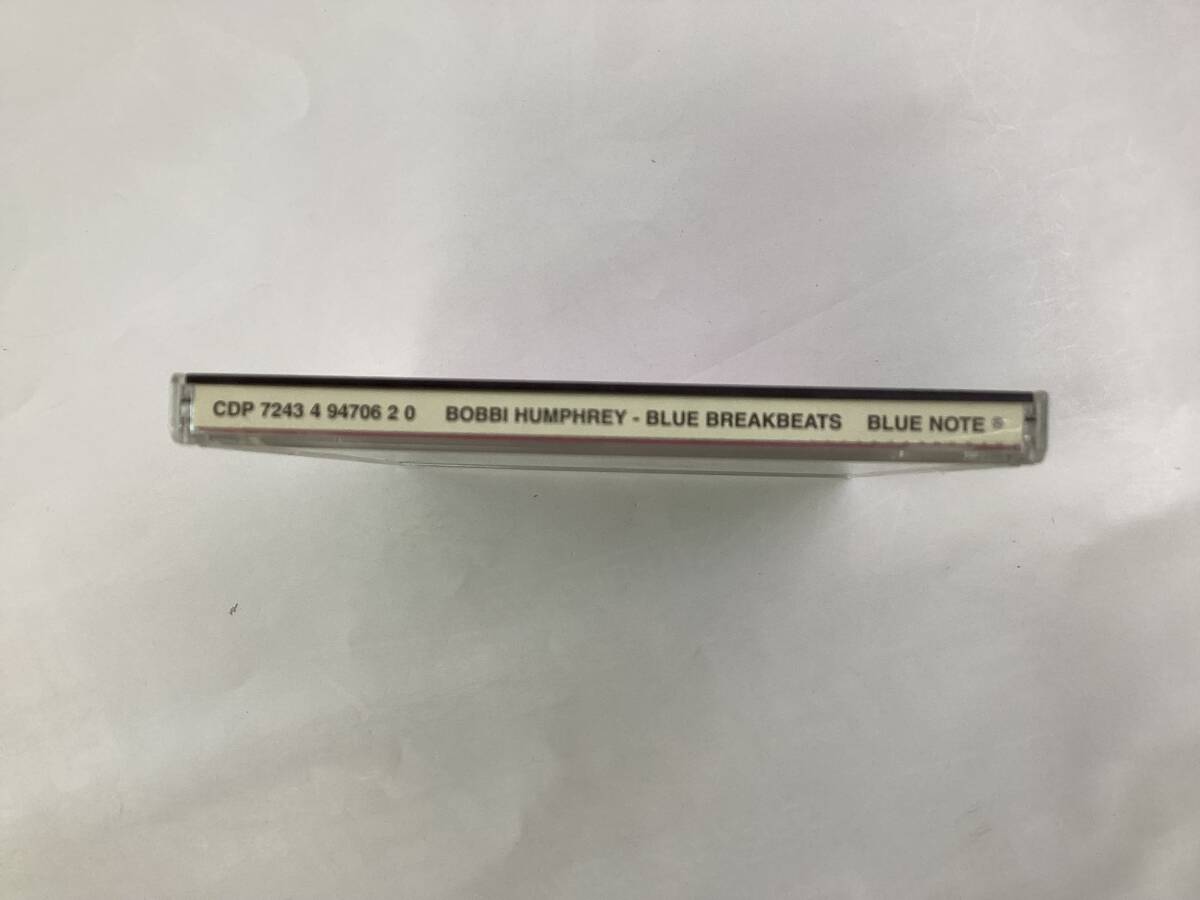 CDP 7243 4 94706 2 0 BOBBI HUMPHREY - BLUE BREAKBEATS BLUE NOTE ®